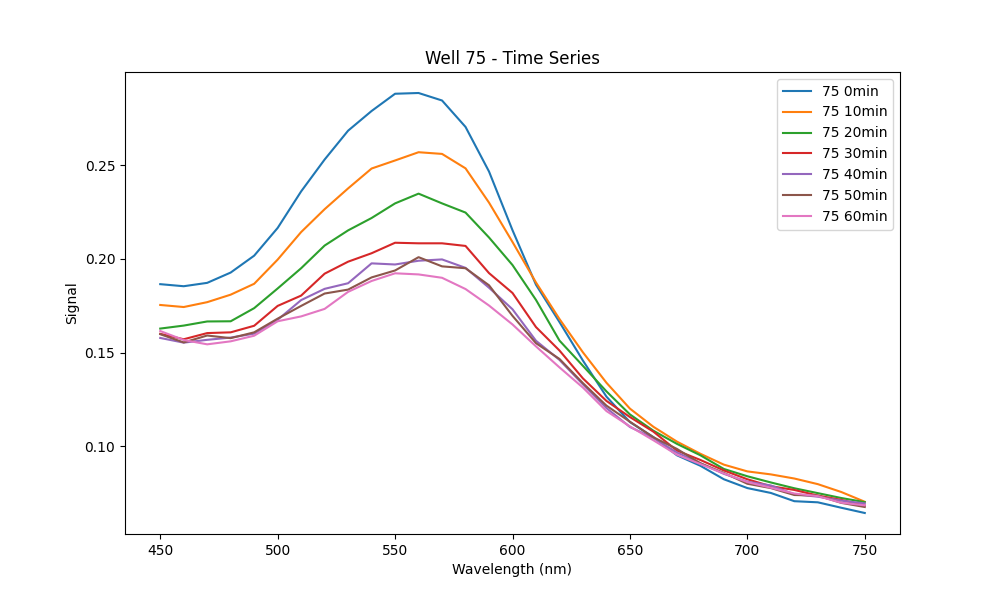 Well 75 - Time Series
75 0min
75 10min
75 20min
75 30min
75 40min
75 50min
75 60min
Signal
0.25
0.20
0.15
0.10
450 500 550 600 650 700 750
Wavelength (nm)